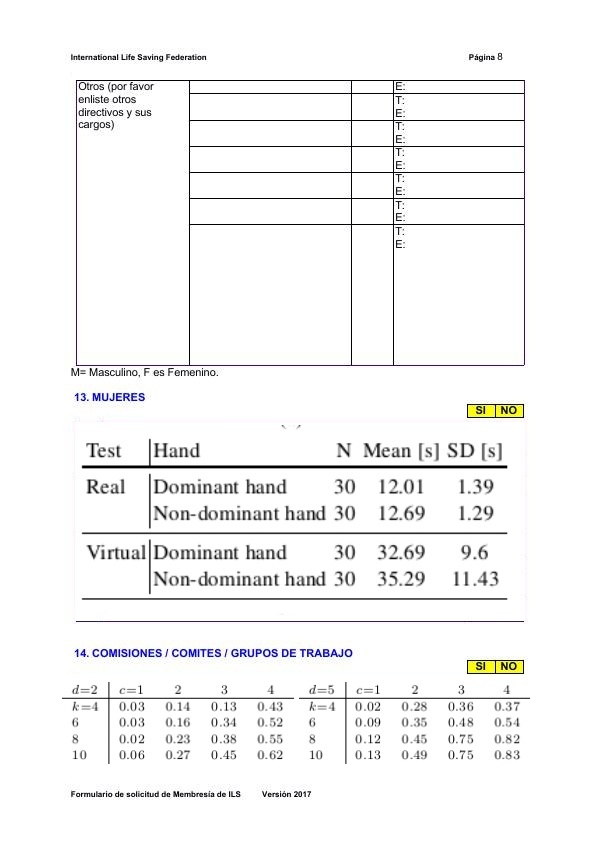 International Life Saving Federation Página 8
Otros (por favor E:
enliste otros T:
directivos y sus E:
cargos) T:
E:
T:
E:
T:
E:
T:
E:
T:
E:
M= Masculino, F es Femenino.
13. MUJERES
SI NO
Test Hand N Mean [s] SD [s]
Real Dominant hand 30 12.01 1.39
Non-dominant hand 30 12.69 1.29
Virtual Dominant hand 30 32.69 9.6
Non-dominant hand 30 35.29 11.43
14. COMISIONES / COMITES / GRUPOS DE TRABAJO
SI NO
d=2 c=1 2 3 4 d=5 c=1 2 3 4
k=4 0.03 0.14 0.13 0.43 k=4 0.02 0.28 0.36 0.37
6 0.03 0.16 0.34 0.52 6 0.09 0.35 0.48 0.54
8 0.02 0.23 0.38 0.55 8 0.12 0.45 0.75 0.82
10 0.06 0.27 0.45 0.62 10 0.13 0.49 0.75 0.83
Formulario de solicitud de Membresía de ILS Versión 2017